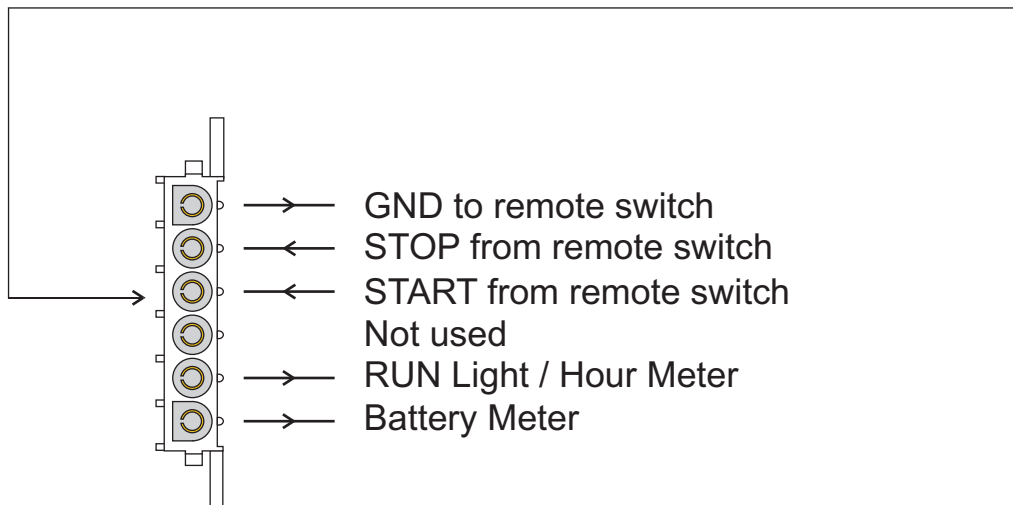 GND to remote switch
STOP from remote switch
START from remote switch
Not used
RUN Light / Hour Meter
Battery Meter